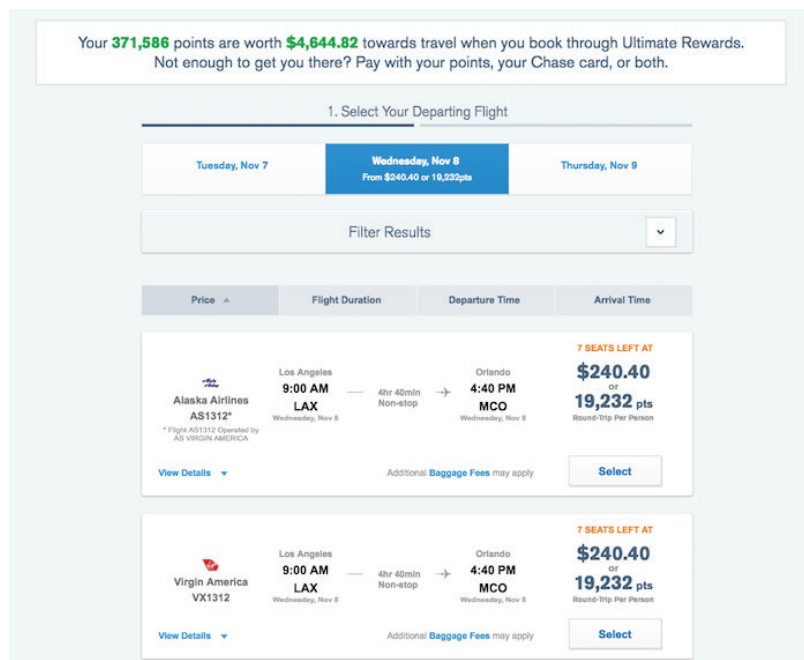 Your 371,586 points are worth $4,644.82 towards travel when you book through Ultimate Rewards.
Not enough to get you there? Pay with your points, your Chase card, or both.
1. Select Your Departing Flight
Tuesday, Nov 7
Wednesday, Nov 8
From $240.40 or 19,232pts
Thursday, Nov 9
Filter Results
Price
Flight Duration
Departure Time
Arrival Time
Alaska Airlines
AS1312*
* Flight AS1312 Operated by
AS VIRGIN AMERICA
Los Angeles
9:00 AM
LAX
Wednesday, Nov 8
4hr 40min
Non-stop
Orlando
4:40 PM
MCO
Wednesday, Nov 8
7 SEATS LEFT AT
$240.40
or
19,232 pts
Round-Trip Per Person
View Details
Additional Baggage Fees may apply
Select
Virgin America
VX1312
Los Angeles
9:00 AM
LAX
Wednesday, Nov 8
4hr 40min
Non-stop
Orlando
4:40 PM
MCO
Wednesday, Nov 8
7 SEATS LEFT AT
$240.40
or
19,232 pts
Round-Trip Per Person
View Details
Additional Baggage Fees may apply
Select